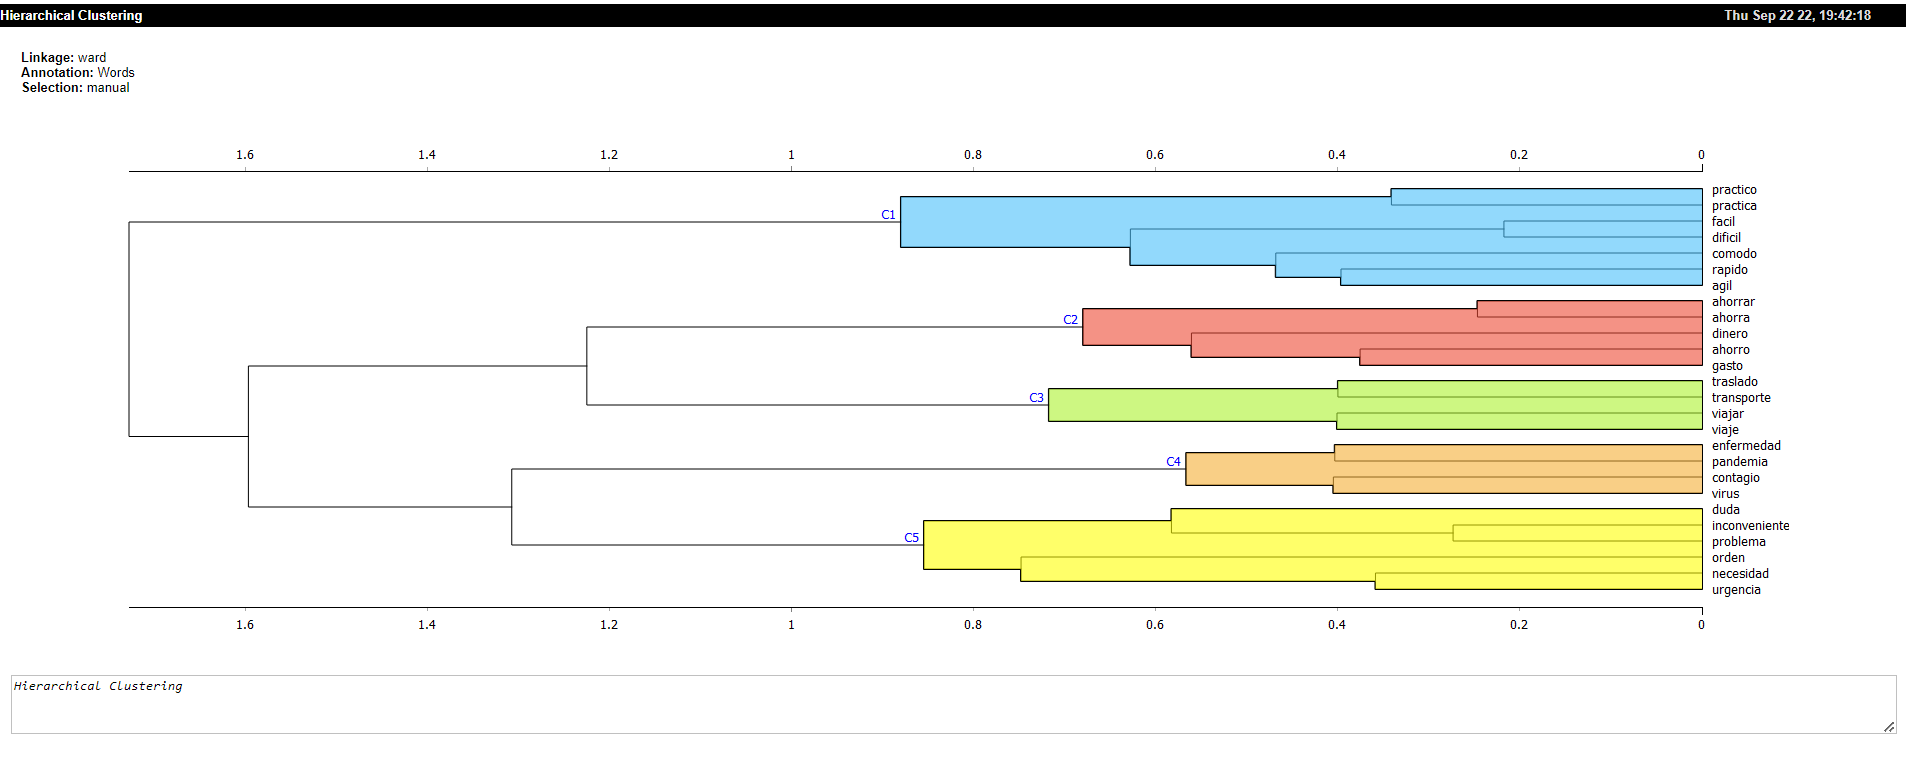 Hierarchical Clustering Thu Sep 22 22, 19:42:18
Linkage: ward
Annotation: Words
Selection: manual
1.6 1.4 1.2 1 0.8 0.6 0.4 0.2 0
practico
practica
C1
facil
dificil
comodo
rapido
agil
ahorrar
ahorra
C2
dinero
ahorro
gasto
traslado
transporte
C3
viajar
viaje
enfermedad
pandemia
C4
contagio
virus
duda
inconveniente
C5
problema
orden
necesidad
urgencia
1.6 1.4 1.2 1 0.8 0.6 0.4 0.2 0
Hierarchical Clustering